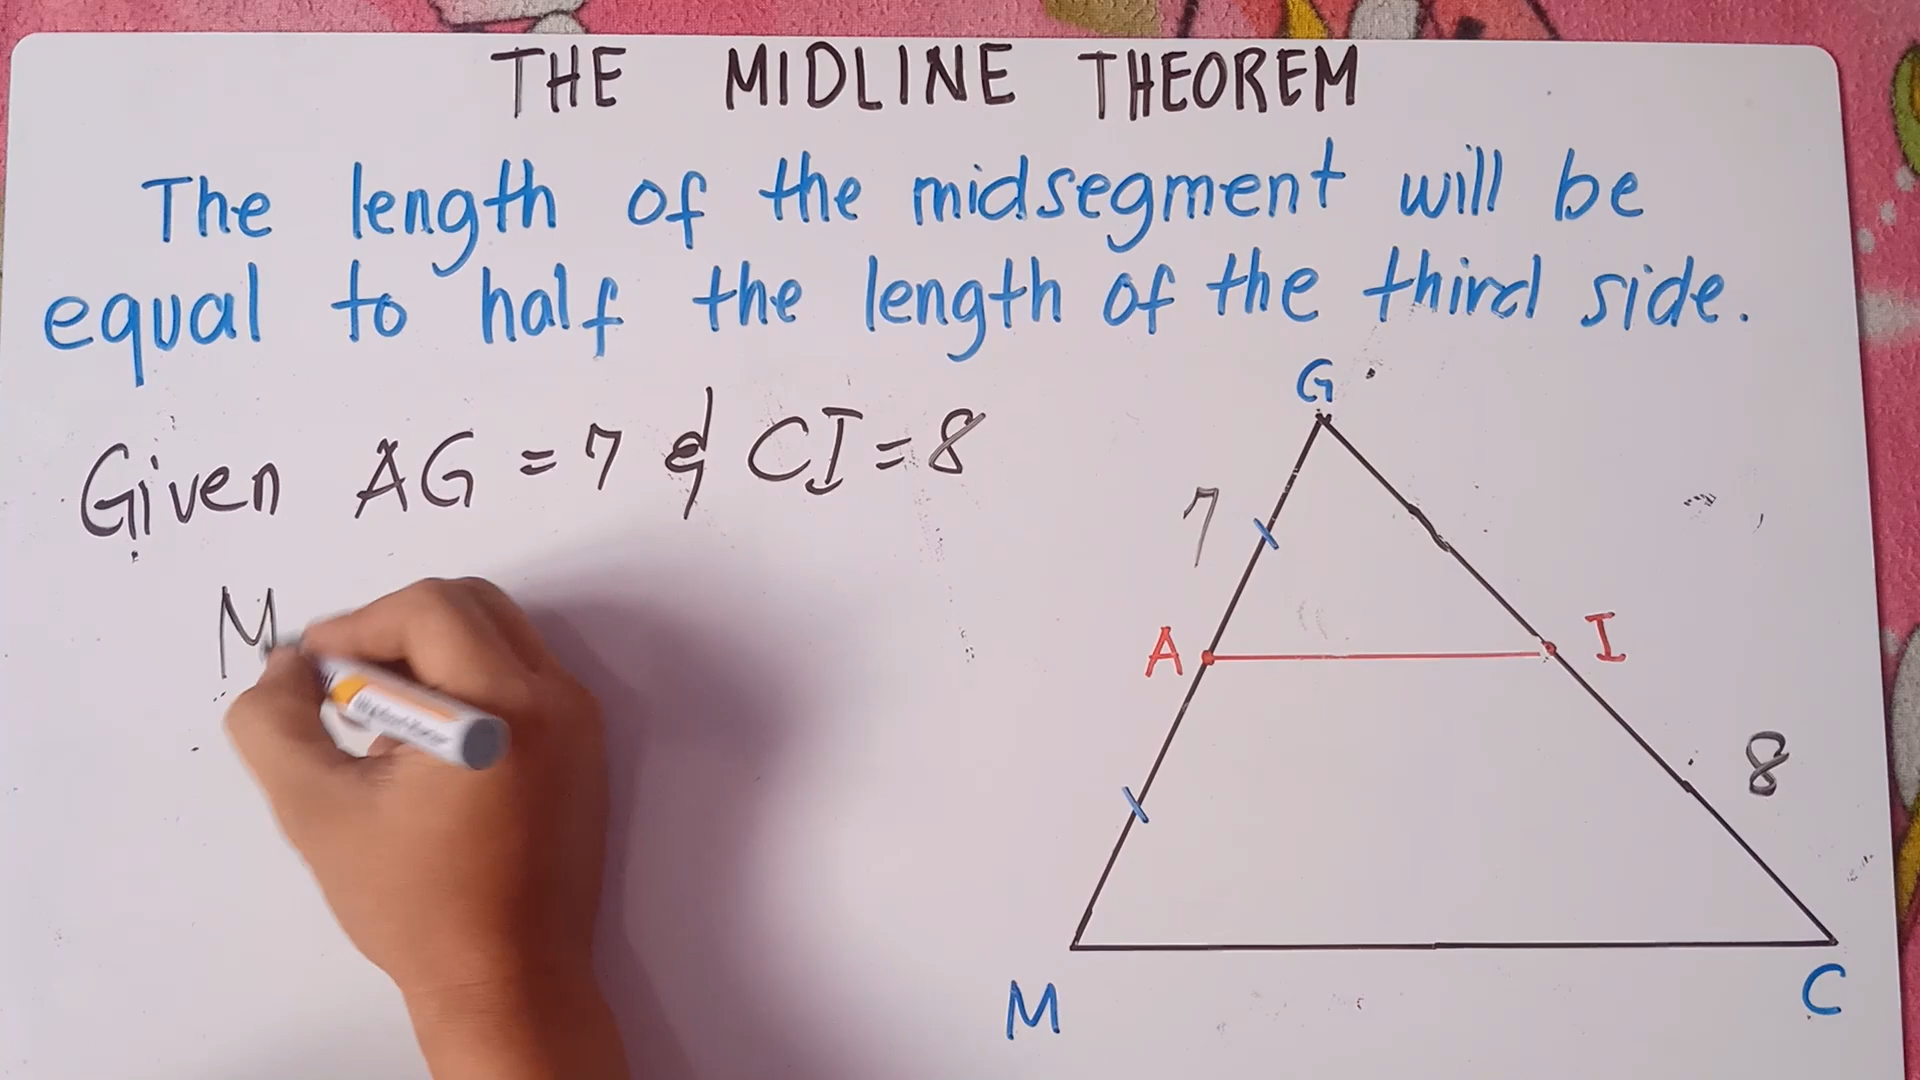 THE MIDLINE THEOREM
The length of the midsegment will be
equal to half the length of the third side.
Given AG = 7 & CI = 8
M
G
7
A
I
8
M
C